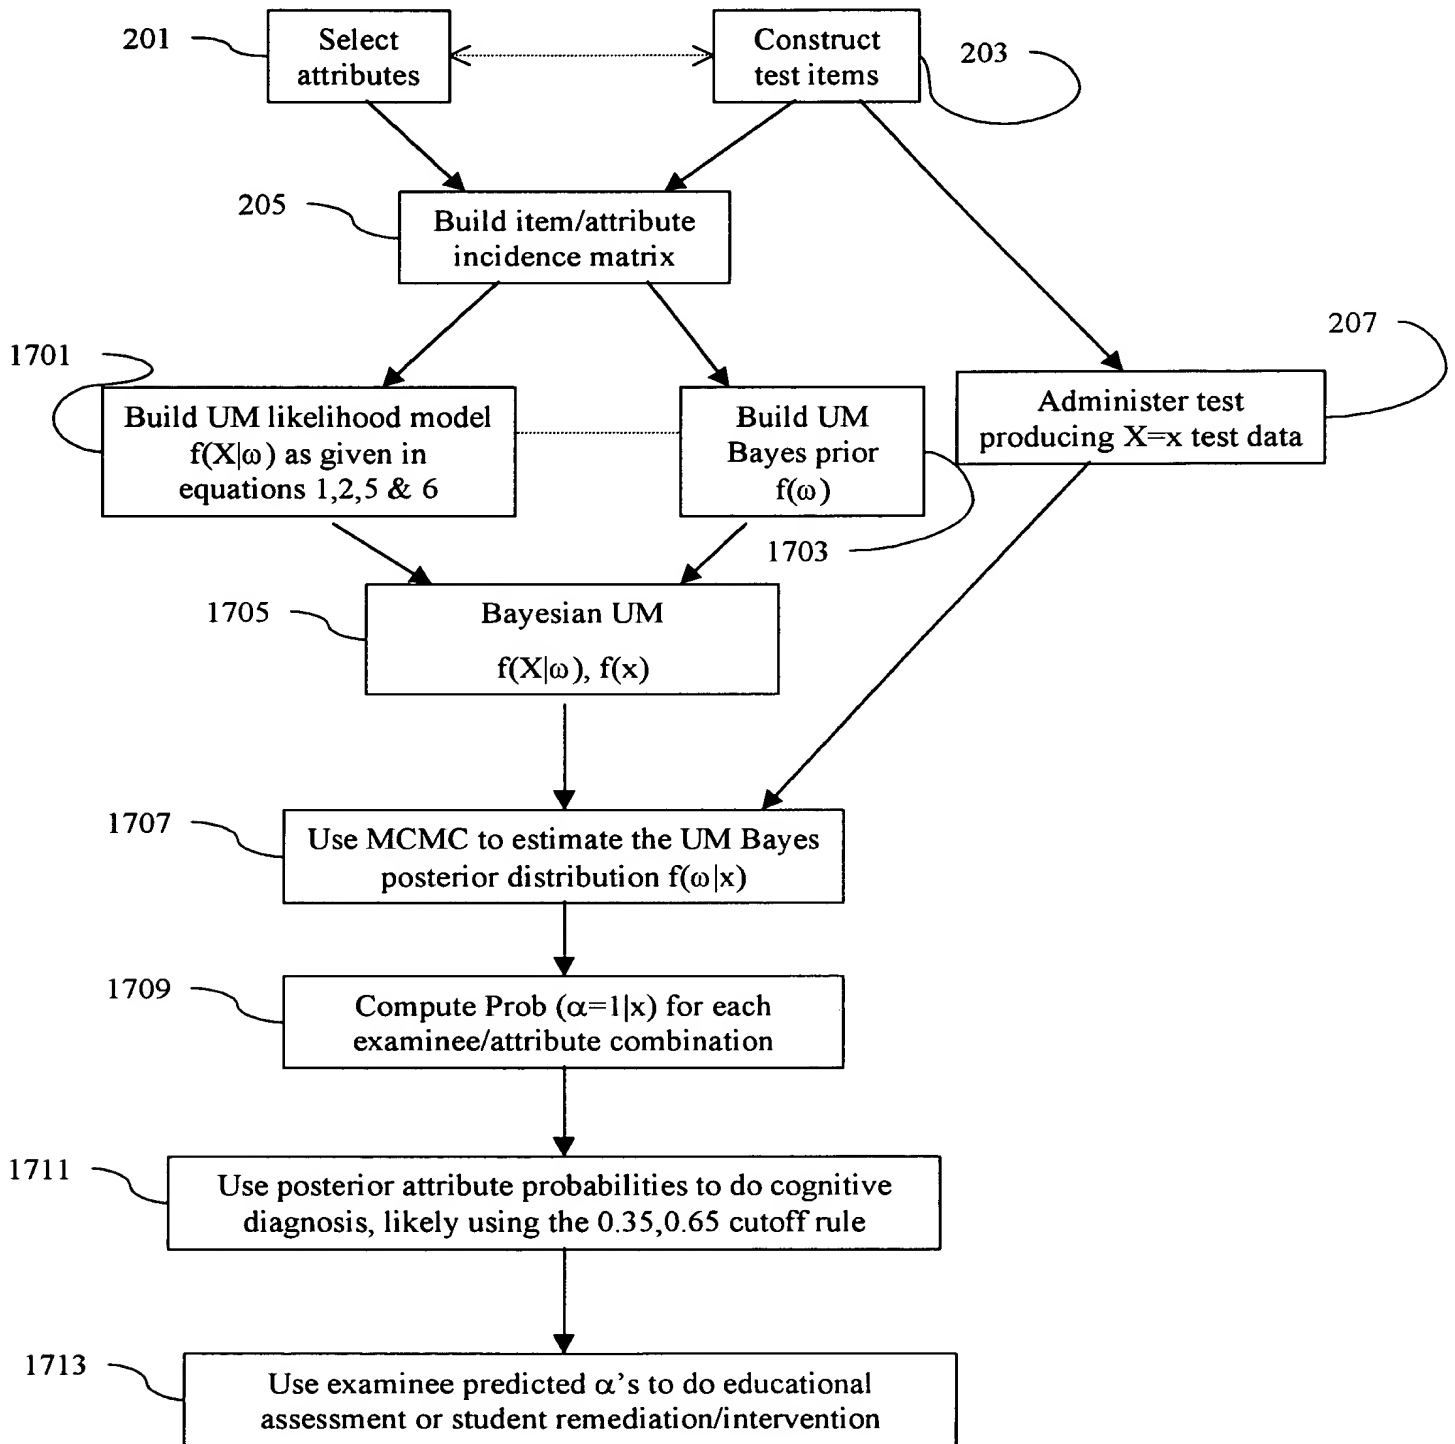 201
Select
attributes
Construct
test items
203
205
Build item/attribute
incidence matrix
1701
Build UM likelihood model
f(X|ω) as given in
equations 1,2,5 & 6
Build UM
Bayes prior
f(ω)
1703
207
Administer test
producing X=x test data
1705
Bayesian UM
f(X|ω), f(x)
1707
Use MCMC to estimate the UM Bayes
posterior distribution f(ω|x)
1709
Compute Prob (α=1|x) for each
examinee/attribute combination
1711
Use posterior attribute probabilities to do cognitive
diagnosis, likely using the 0.35,0.65 cutoff rule
1713
Use examinee predicted α's to do educational
assessment or student remediation/intervention